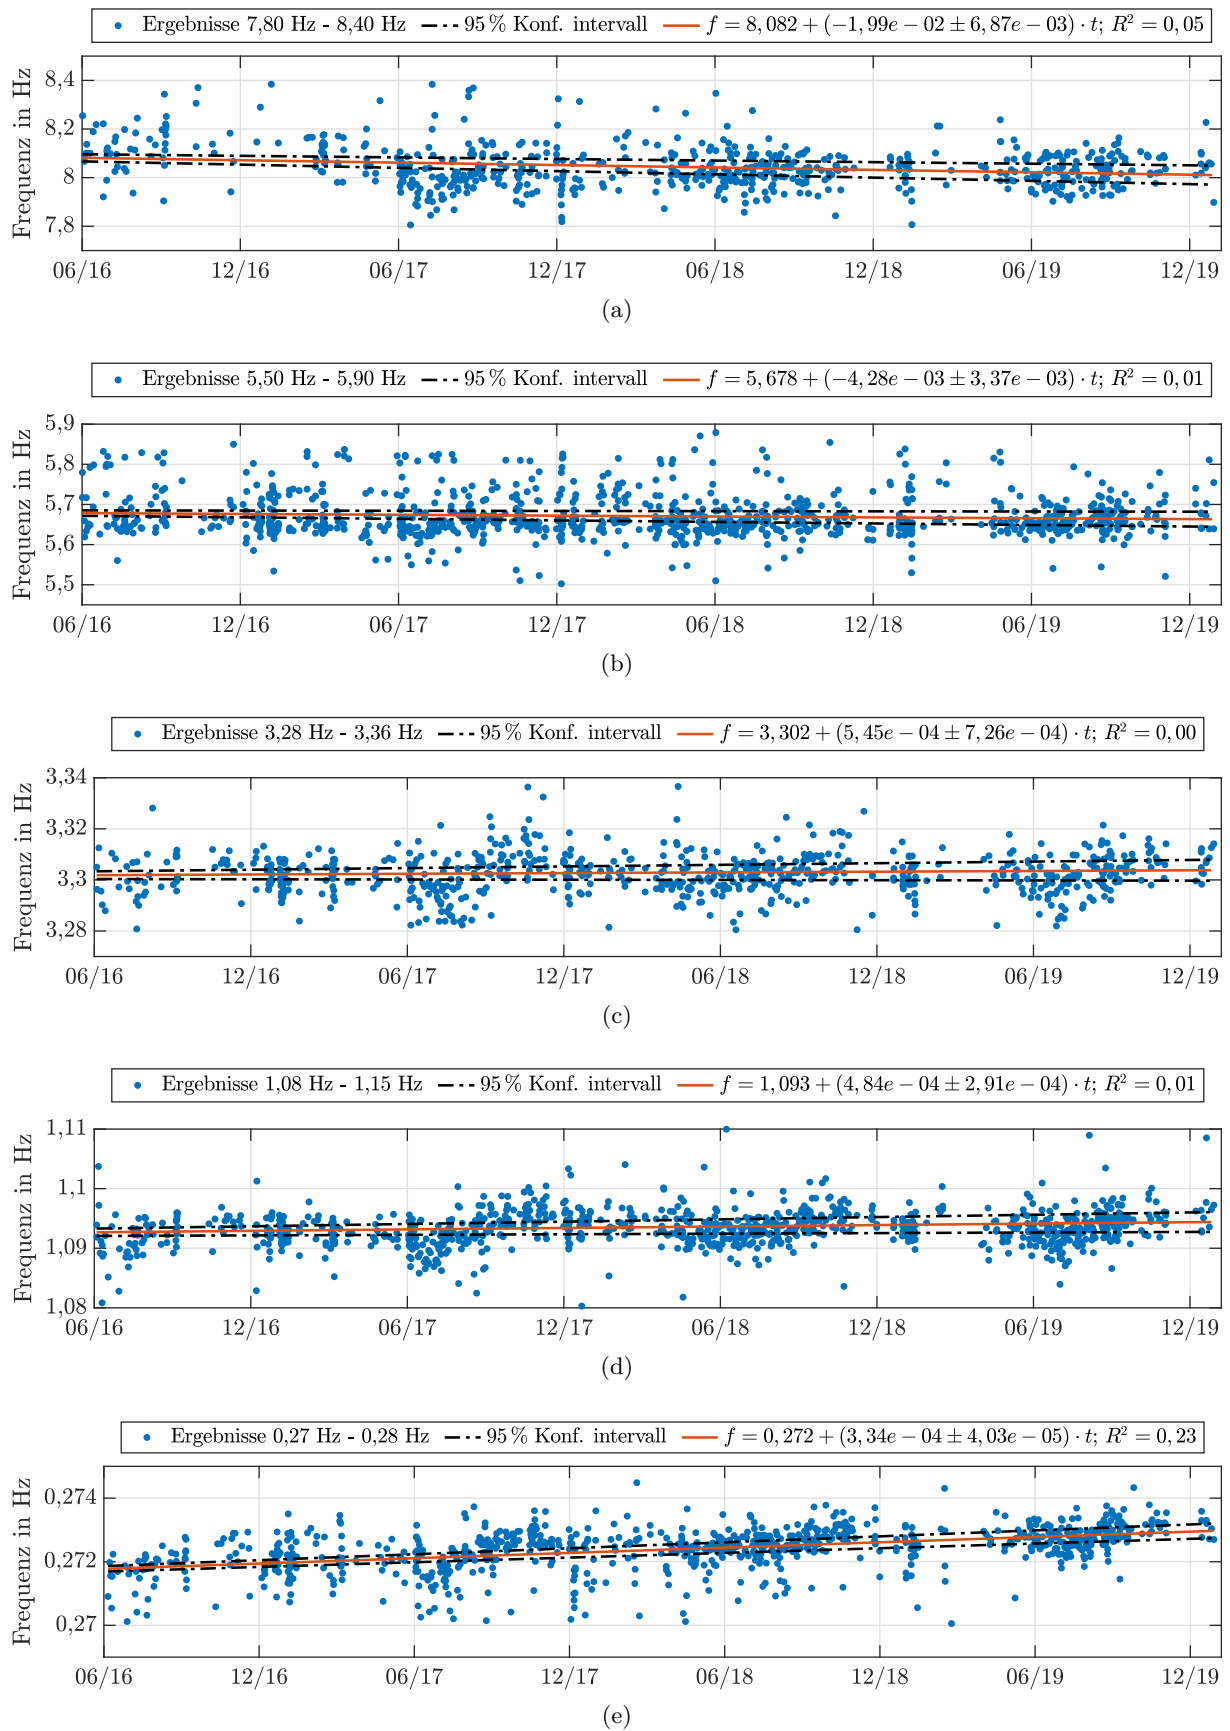 Ergebnisse 7,80 Hz - 8,40 Hz 95 % Konf. intervall f = 8,082 + (−1,99e − 02 ± 6,87e − 03) · t; R² = 0,05
Frequenz in Hz
8,4
8,2
8
7,8
06/16 12/16 06/17 12/17 06/18 12/18 06/19 12/19
(a)
Ergebnisse 5,50 Hz - 5,90 Hz 95 % Konf. intervall f = 5,678 + (−4,28e − 03 ± 3,37e − 03) · t; R² = 0,01
Frequenz in Hz
5,9
5,8
5,7
5,6
5,5
06/16 12/16 06/17 12/17 06/18 12/18 06/19 12/19
(b)
Ergebnisse 3,28 Hz - 3,36 Hz 95 % Konf. intervall f = 3,302 + (5,45e − 04 ± 7,26e − 04) · t; R² = 0,00
Frequenz in Hz
3,34
3,32
3,3
3,28
06/16 12/16 06/17 12/17 06/18 12/18 06/19 12/19
(c)
Ergebnisse 1,08 Hz - 1,15 Hz 95 % Konf. intervall f = 1,093 + (4,84e − 04 ± 2,91e − 04) · t; R² = 0,01
Frequenz in Hz
1,11
1,1
1,09
1,08
06/16 12/16 06/17 12/17 06/18 12/18 06/19 12/19
(d)
Ergebnisse 0,27 Hz - 0,28 Hz 95 % Konf. intervall f = 0,272 + (3,34e − 04 ± 4,03e − 05) · t; R² = 0,23
Frequenz in Hz
0,274
0,272
0,27
06/16 12/16 06/17 12/17 06/18 12/18 06/19 12/19
(e)